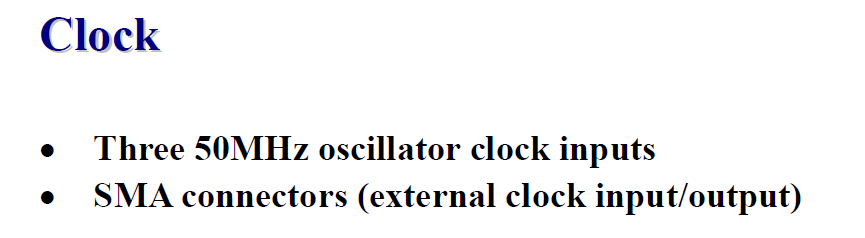 Clock
• Three 50MHz oscillator clock inputs
• SMA connectors (external clock input/output)